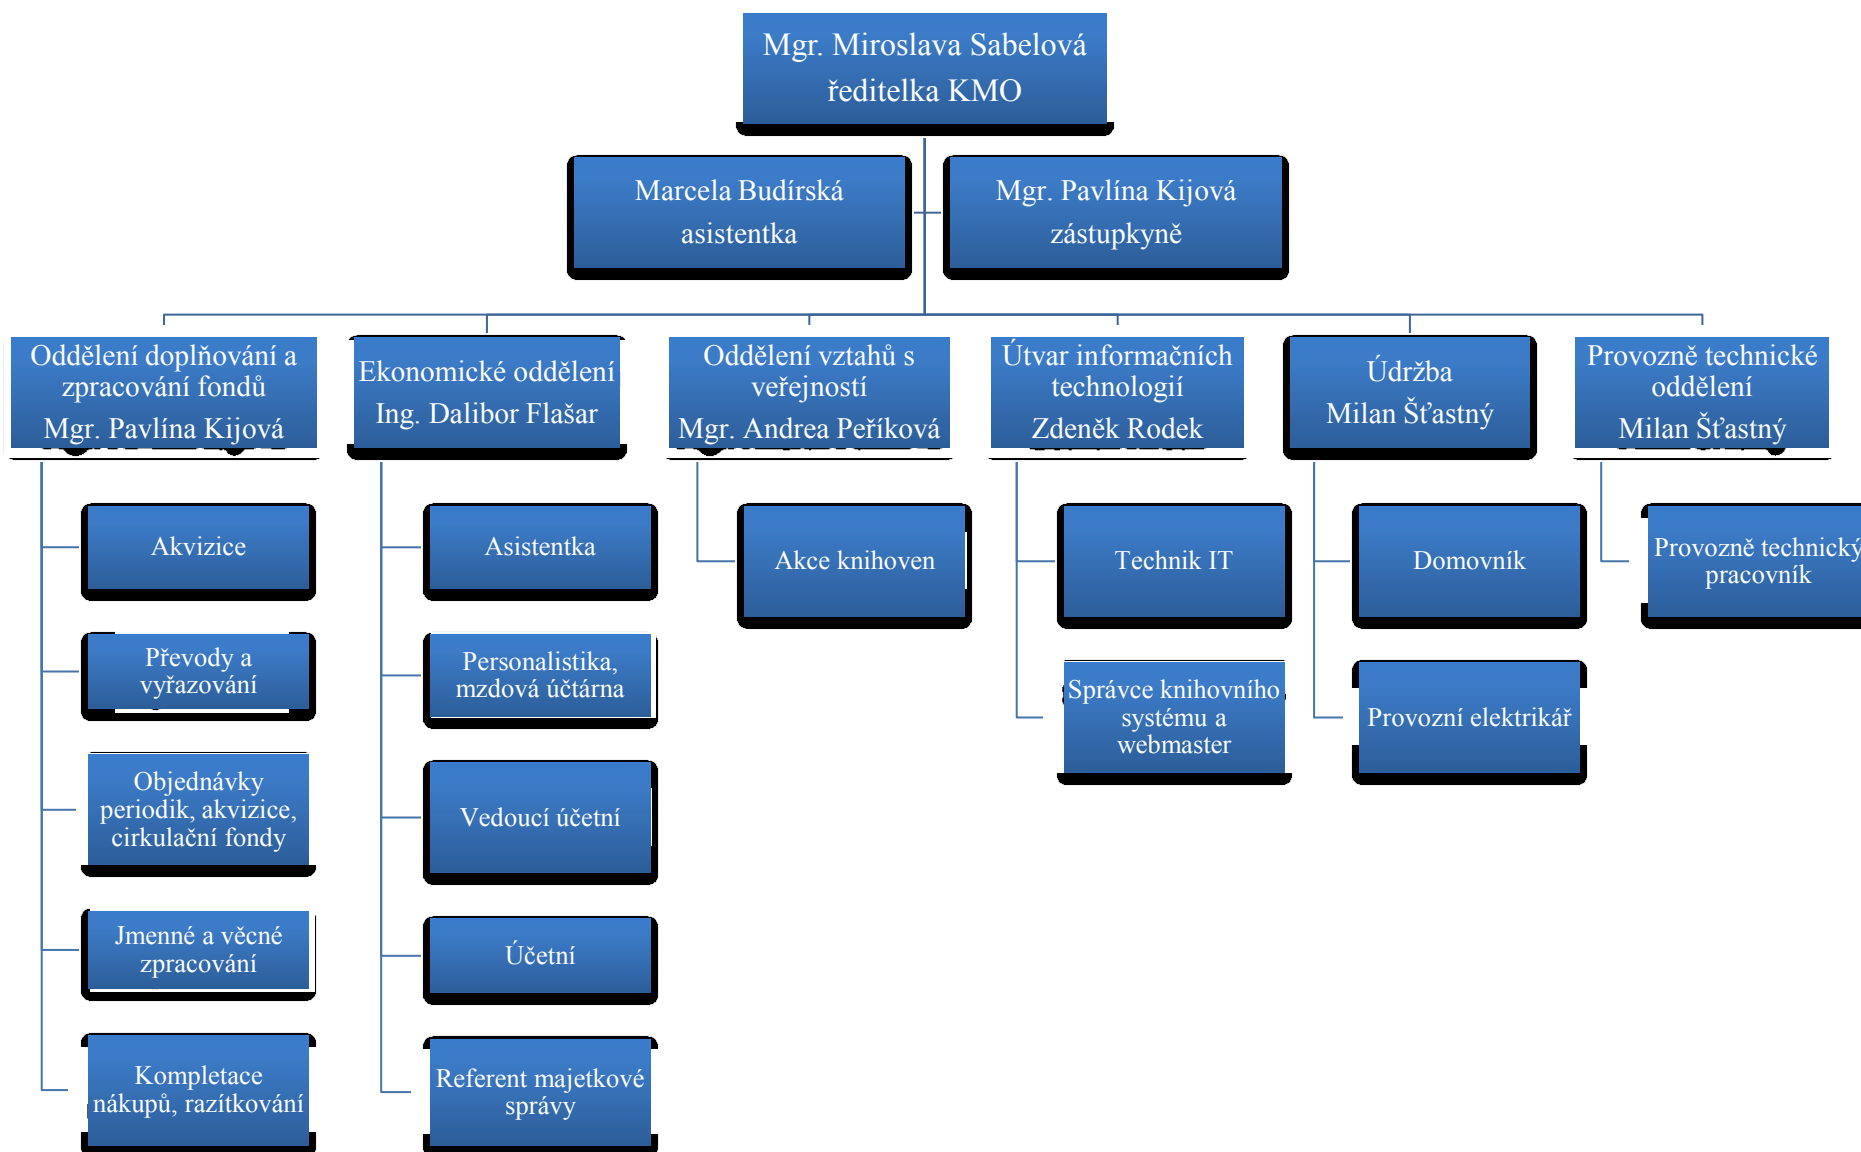 Mgr. Miroslava Sabelová
ředitelka KMO
Marcela Budírská
asistentka
Mgr. Pavlína Kijová
zástupkyně
Oddělení doplňování a
zpracování fondů
Mgr. Pavlína Kijová
Ekonomické oddělení
Ing. Dalibor Flašar
Oddělení vztahů s
veřejností
Mgr. Andrea Peříková
Útvar informačních
technologií
Zdeněk Rodek
Údržba
Milan Šťastný
Provozně technické
oddělení
Milan Šťastný
Akvizice
Převody a
vyřazování
Objednávky
periodik, akvizice,
cirkulační fondy
Jmenné a věcné
zpracování
Kompletace
nákupů, razítkování
Asistentka
Personalistika,
mzdová účtárna
Vedoucí účetní
Účetní
Referent majetkové
správy
Akce knihoven
Technik IT
Správce knihovního
systému a
webmaster
Domovník
Provozní elektrikář
Provozně technický
pracovník